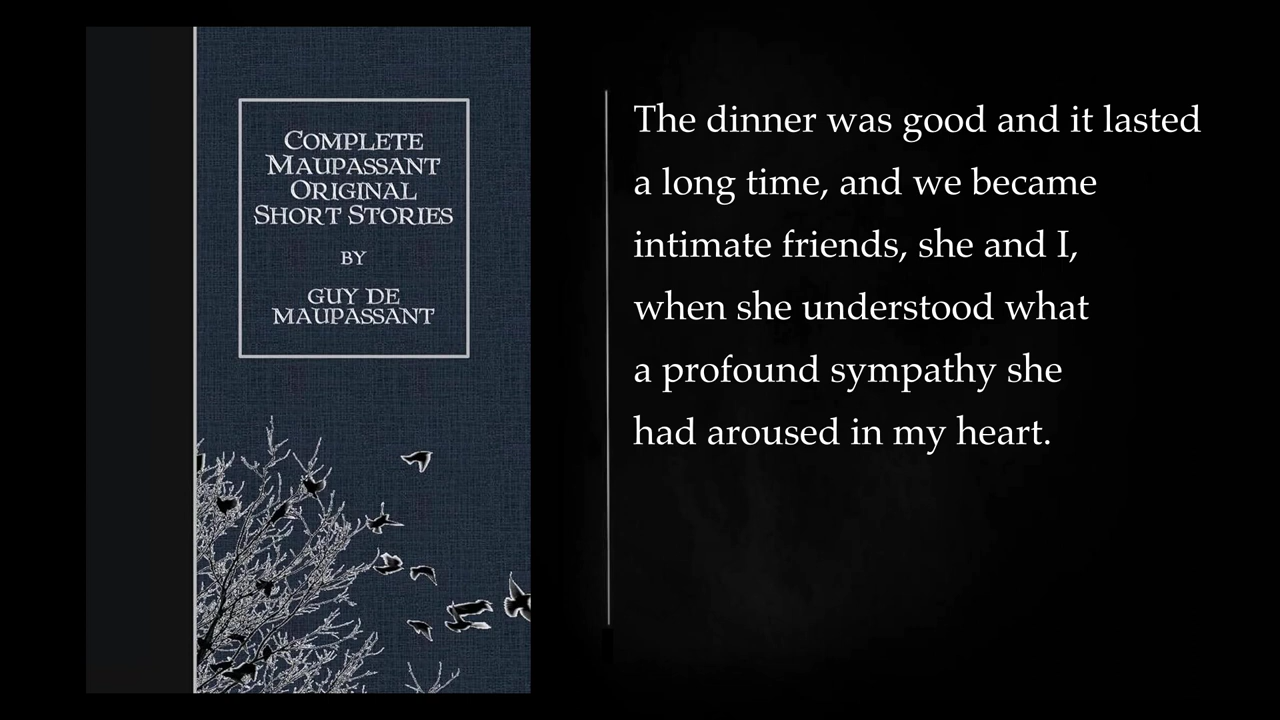 COMPLETE
MAUPASSANT
ORIGINAL
SHORT STORIES
BY
GUY DE
MAUPASSANT
The dinner was good and it lasted
a long time, and we became
intimate friends, she and I,
when she understood what
a profound sympathy she
had aroused in my heart.